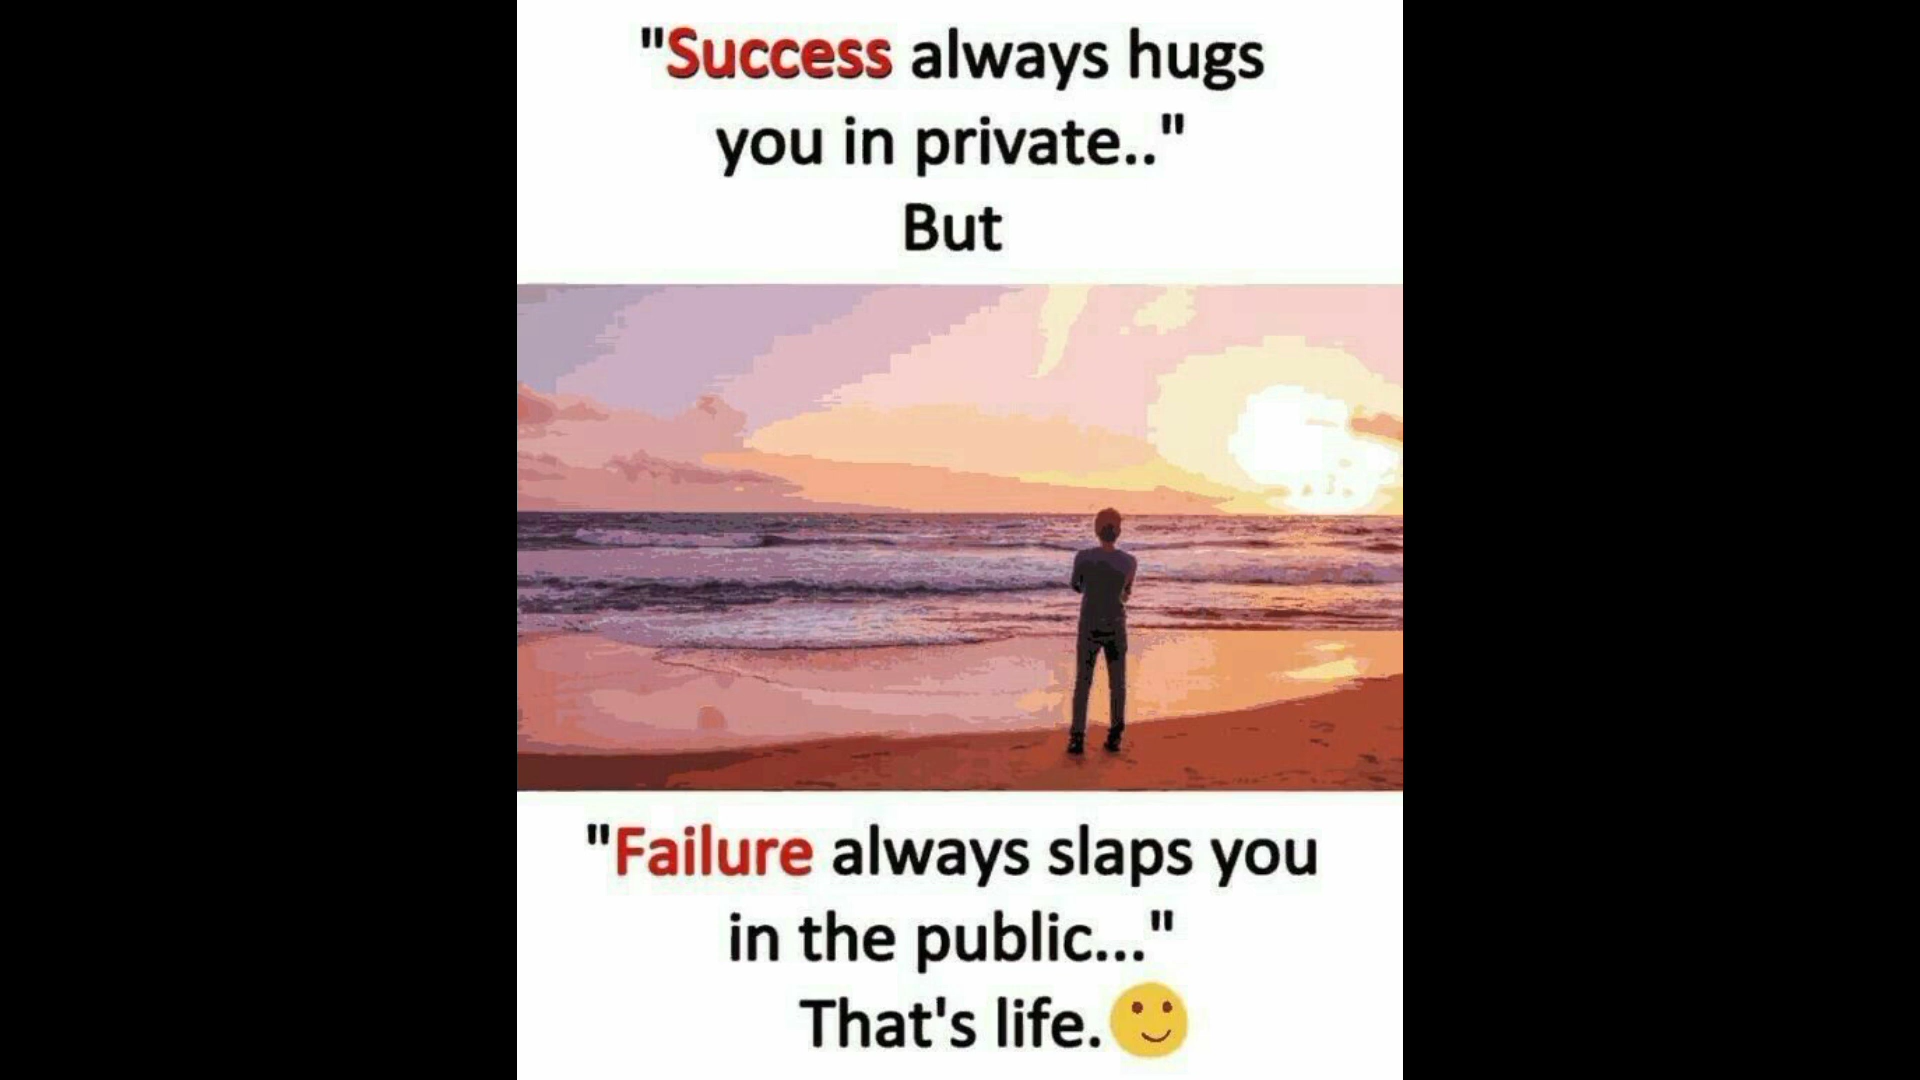 "Success always hugs
you in private.."
But
"Failure always slaps you
in the public..."
That's life.